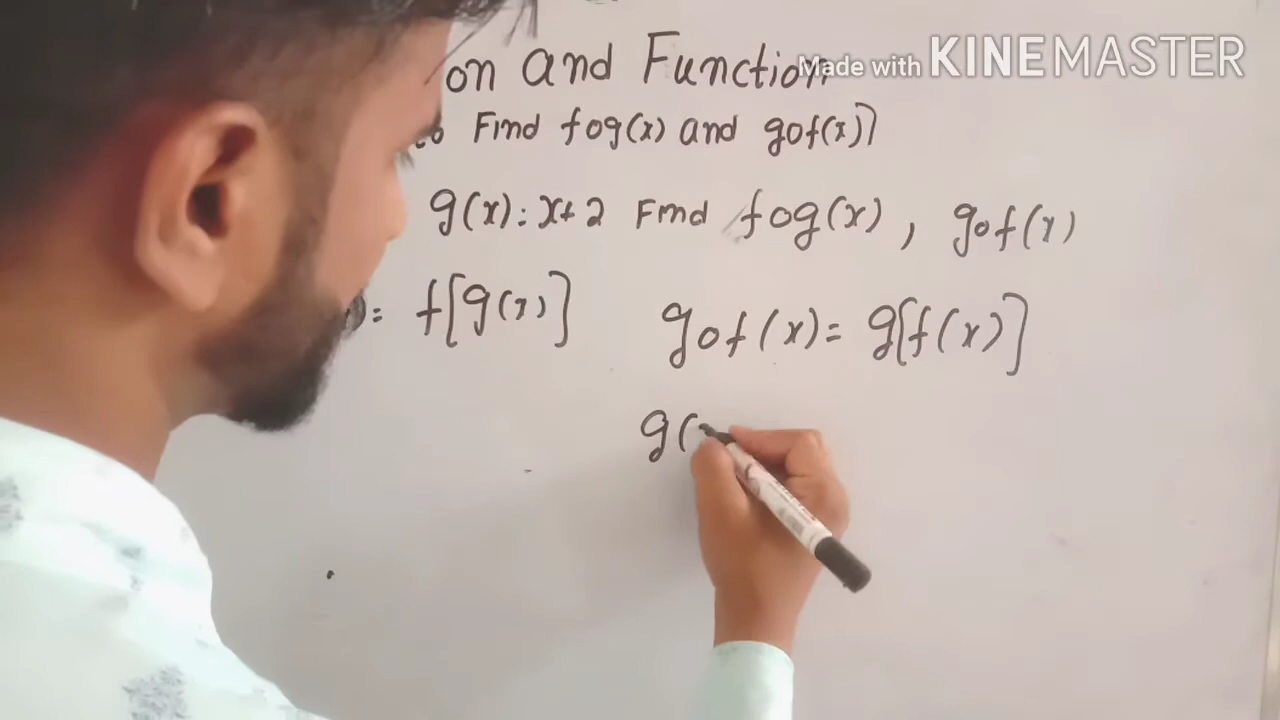 on and Function
Made with KINEMASTER
Find fog(x) and gof(x)]
g(x): x+2 Find fog(x), gof(x)
)= f[g(x)] gof(x)= g[f(x)]
g(